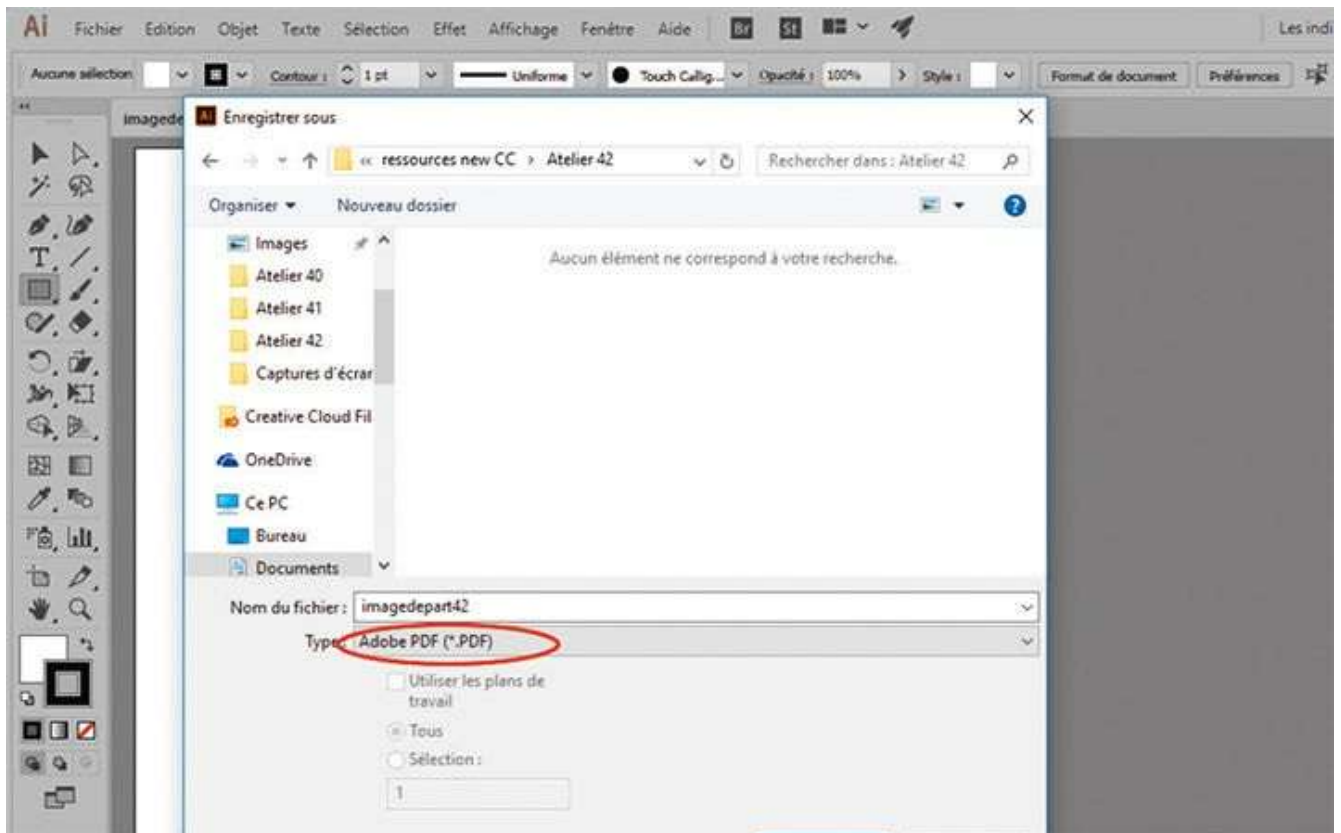 Ai Fichier Edition Objet Texte Sélection Effet Affichage Fenêtre Aide Br St Les indi
Aucune sélection Contour : 1 pt Uniforme Touch Callig... Opacité : 100% Style : Format de document Préférences
imagede
Ai Enregistrer sous
« ressources new CC > Atelier 42 Rechercher dans : Atelier 42
Organiser Nouveau dossier
Images
Aucun élément ne correspond à votre recherche.
Atelier 40
Atelier 41
Atelier 42
Captures d'écrar
Creative Cloud Fil
OneDrive
Ce PC
Bureau
Documents
Nom du fichier : imagedepart42
Type : Adobe PDF (*.PDF)
Utiliser les plans de
travail
Tous
Sélection :
1